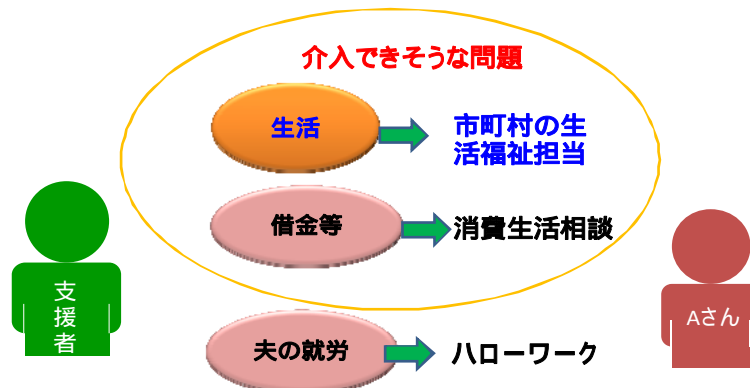 介入できそうな問題
生活
市町村の生
活福祉担当
借金等
消費生活相談
支
援
者
Aさん
夫の就労
ハローワーク